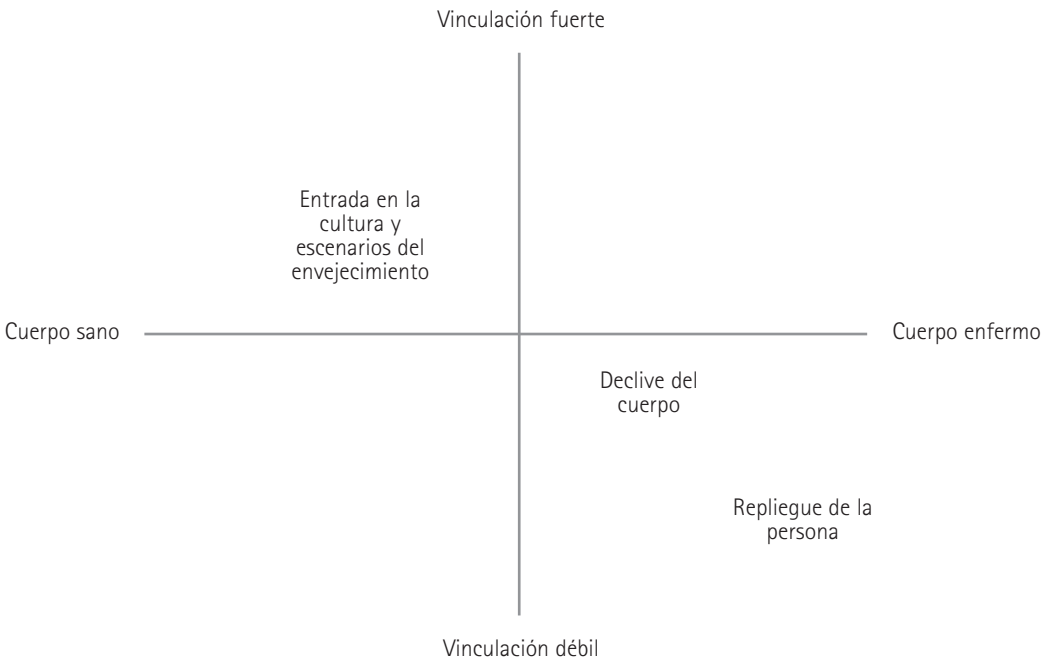 Vinculación fuerte
Entrada en la
cultura y
escenarios del
envejecimiento
Cuerpo sano
Cuerpo enfermo
Declive del
cuerpo
Repliegue de la
persona
Vinculación débil